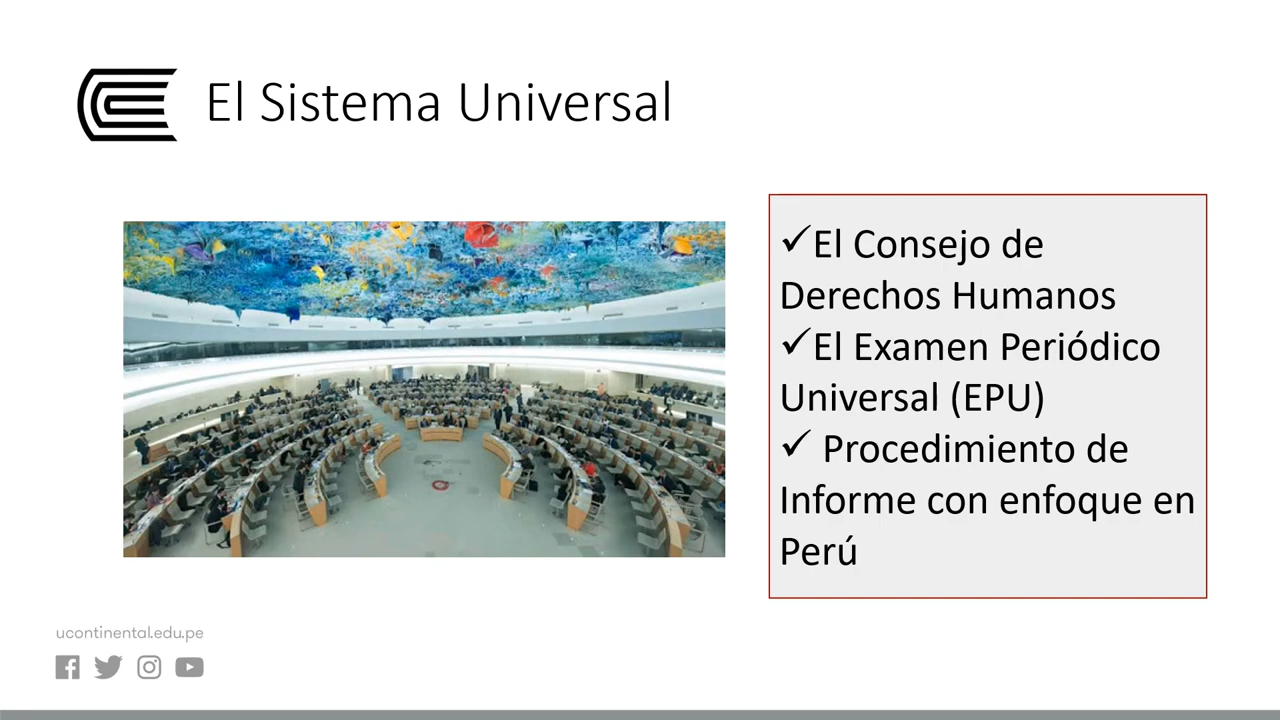 El Sistema Universal
✓El Consejo de
Derechos Humanos
✓El Examen Periódico
Universal (EPU)
✓ Procedimiento de
Informe con enfoque en
Perú
ucontinental.edu.pe